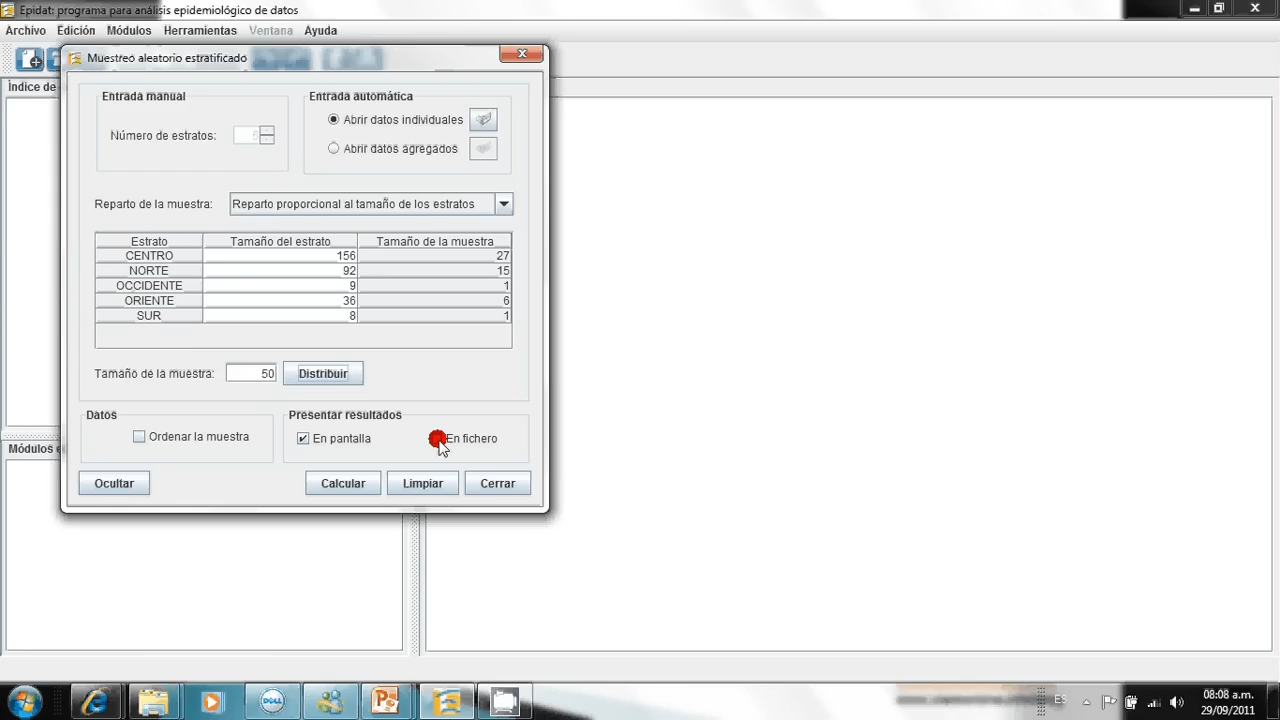 Epidat: programa para análisis epidemiológico de datos
Archivo Edición Módulos Herramientas Ventana Ayuda
Muestreo aleatorio estratificado
Índice de
Entrada manual
Número de estratos: 5
Entrada automática
Abrir datos individuales
Abrir datos agregados
Reparto de la muestra: Reparto proporcional al tamaño de los estratos
Estrato Tamaño del estrato Tamaño de la muestra
CENTRO 156 27
NORTE 92 15
OCCIDENTE 9 1
ORIENTE 36 6
SUR 8 1
Tamaño de la muestra: 50 Distribuir
Datos
Ordenar la muestra
Presentar resultados
En pantalla En fichero
Módulos e
Ocultar Calcular Limpiar Cerrar
DELL
ES
08:08 a.m.
29/09/2011